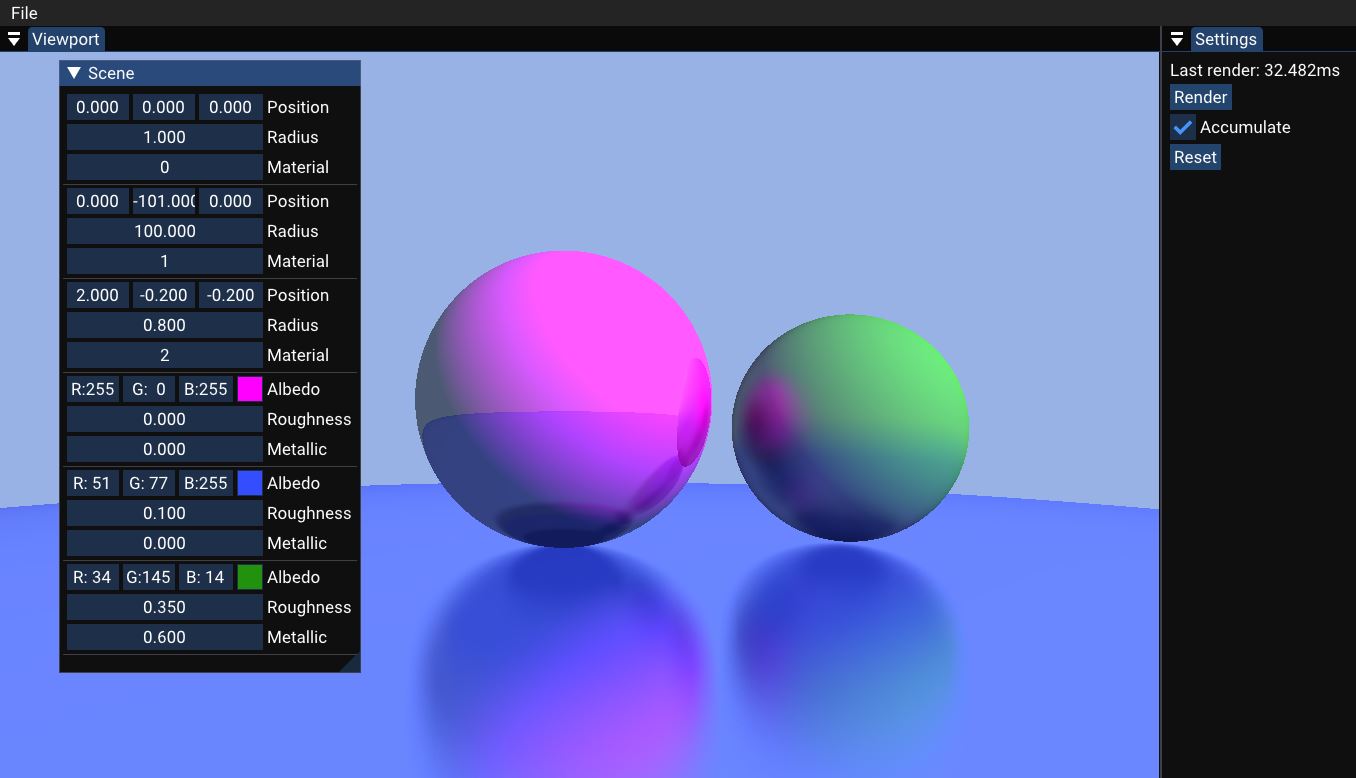 File
Viewport
Settings
Scene
Last render: 32.482ms
Render
Accumulate
Reset
0.000 0.000 0.000 Position
1.000 Radius
0 Material
0.000 -101.000 0.000 Position
100.000 Radius
1 Material
2.000 -0.200 -0.200 Position
0.800 Radius
2 Material
R:255 G: 0 B:255 Albedo
0.000 Roughness
0.000 Metallic
R: 51 G: 77 B:255 Albedo
0.100 Roughness
0.000 Metallic
R: 34 G:145 B: 14 Albedo
0.350 Roughness
0.600 Metallic